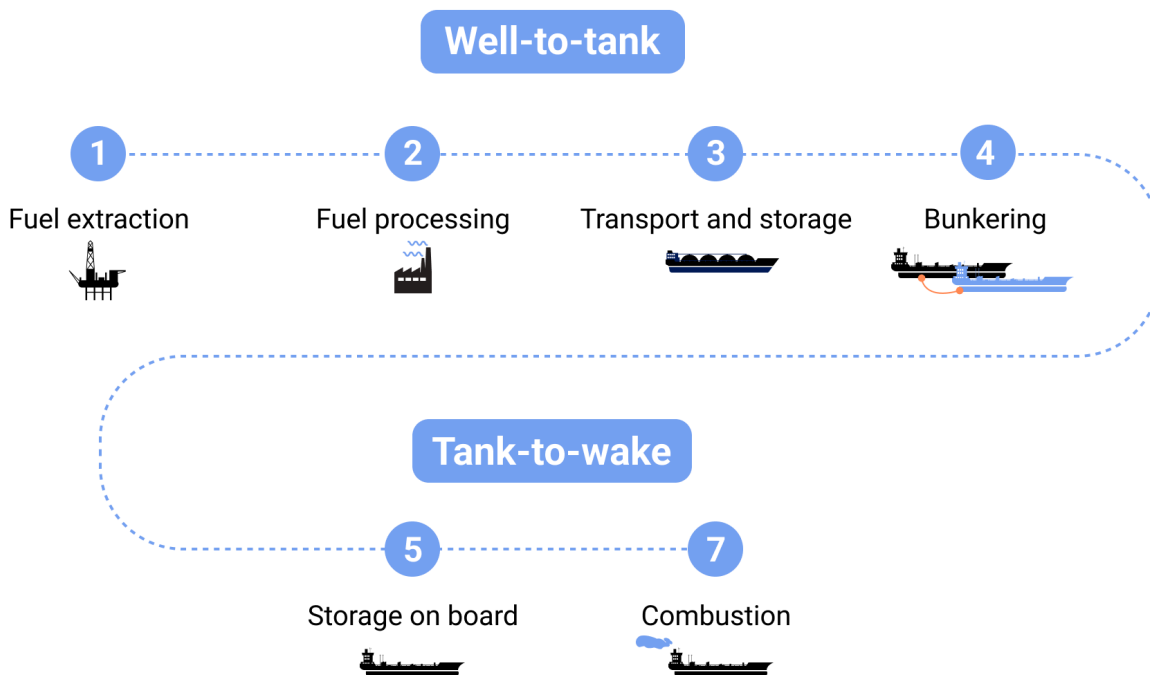 Well-to-tank
1
2
3
4
Fuel extraction
Fuel processing
Transport and storage
Bunkering
Tank-to-wake
5
7
Storage on board
Combustion